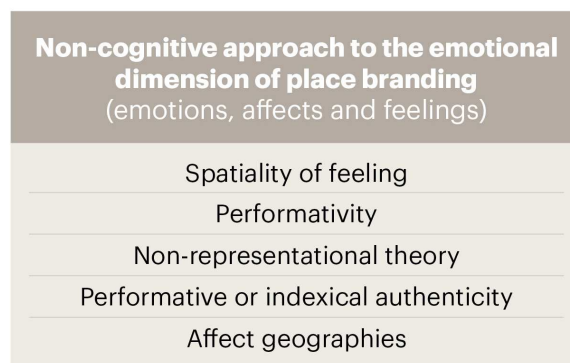 Non-cognitive approach to the emotional
dimension of place branding
(emotions, affects and feelings)
Spatiality of feeling
Performativity
Non-representational theory
Performative or indexical authenticity
Affect geographies